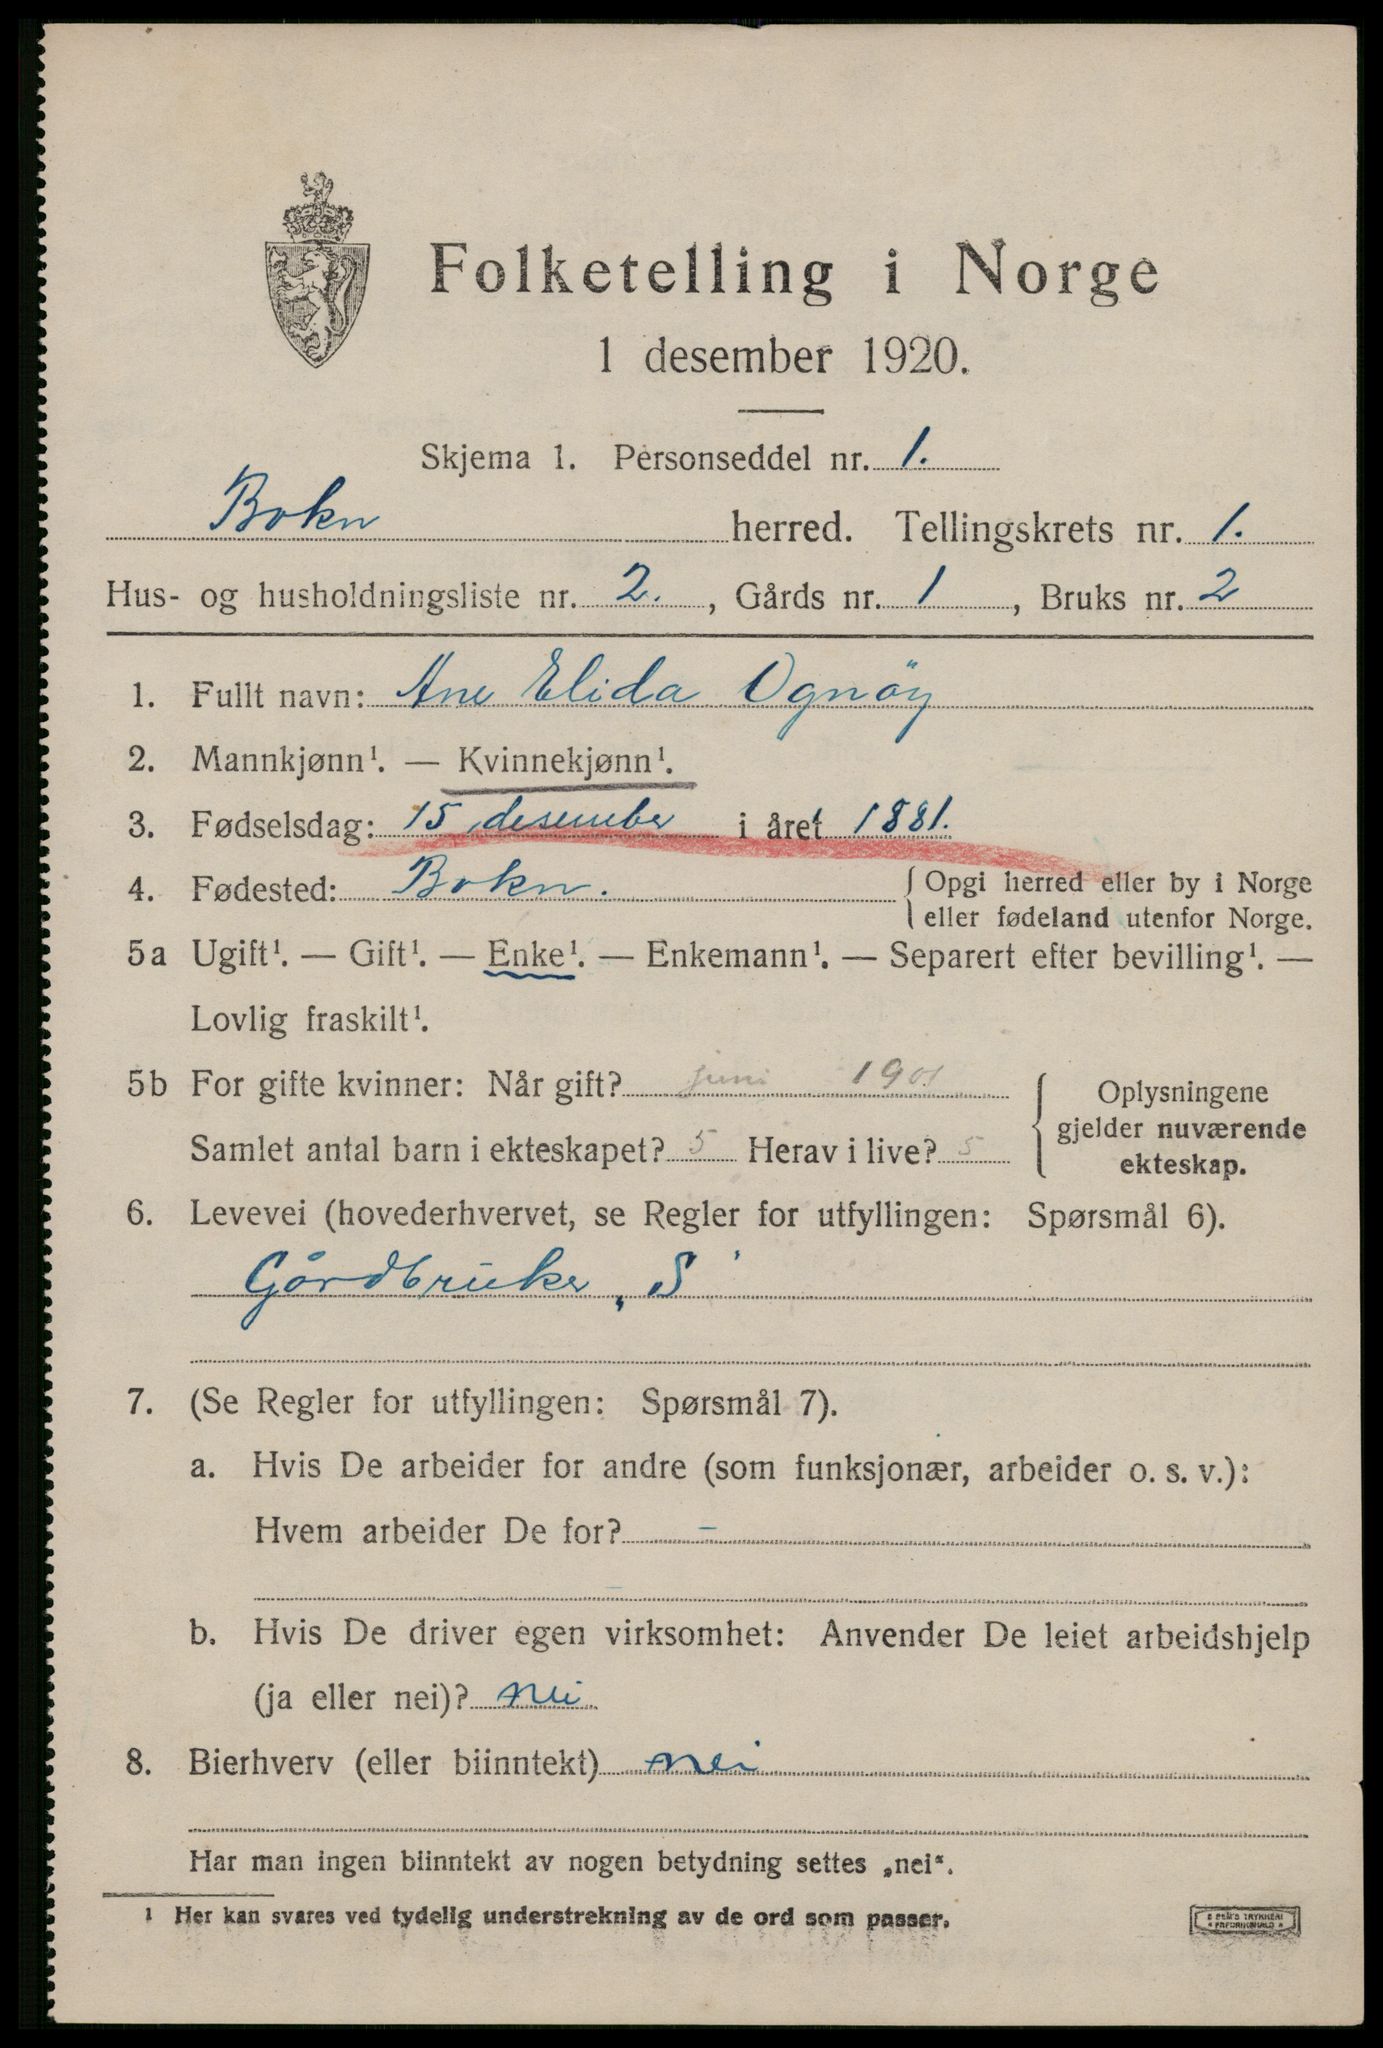 Folketelling i Norge
1 desember 1920.
Skjema 1. Personseddel nr. 1.
Bokn herred. Tellingskrets nr. 1.
Hus- og husholdningsliste nr. 2., Gårds nr. 1, Bruks nr. 2
1. Fullt navn: Ane Elida Ognöy
2. Mannkjønn¹. — Kvinnekjønn¹.
3. Fødselsdag: 15 desember i året 1881.
4. Fødested: Bokn. { Opgi herred eller by i Norge
eller fødeland utenfor Norge.
5a Ugift¹. — Gift¹. — Enke¹. — Enkemann¹. — Separert efter bevilling¹. —
Lovlig fraskilt¹.
5b For gifte kvinner: Når gift? juni 1901
Samlet antal barn i ekteskapet? 5 Herav i live? 5
{ Oplysningene
gjelder nuværende
ekteskap.
6. Levevei (hovederhvervet, se Regler for utfyllingen: Spørsmål 6).
Gårdbruker „S"
7. (Se Regler for utfyllingen: Spørsmål 7).
a. Hvis De arbeider for andre (som funksjonær, arbeider o. s. v.):
Hvem arbeider De for? –
b. Hvis De driver egen virksomhet: Anvender De leiet arbeidshjelp
(ja eller nei)? nei
8. Bierhverv (eller biinntekt) nei
Har man ingen biinntekt av nogen betydning settes „nei“.
¹ Her kan svares ved tydelig understrekning av de ord som passer.